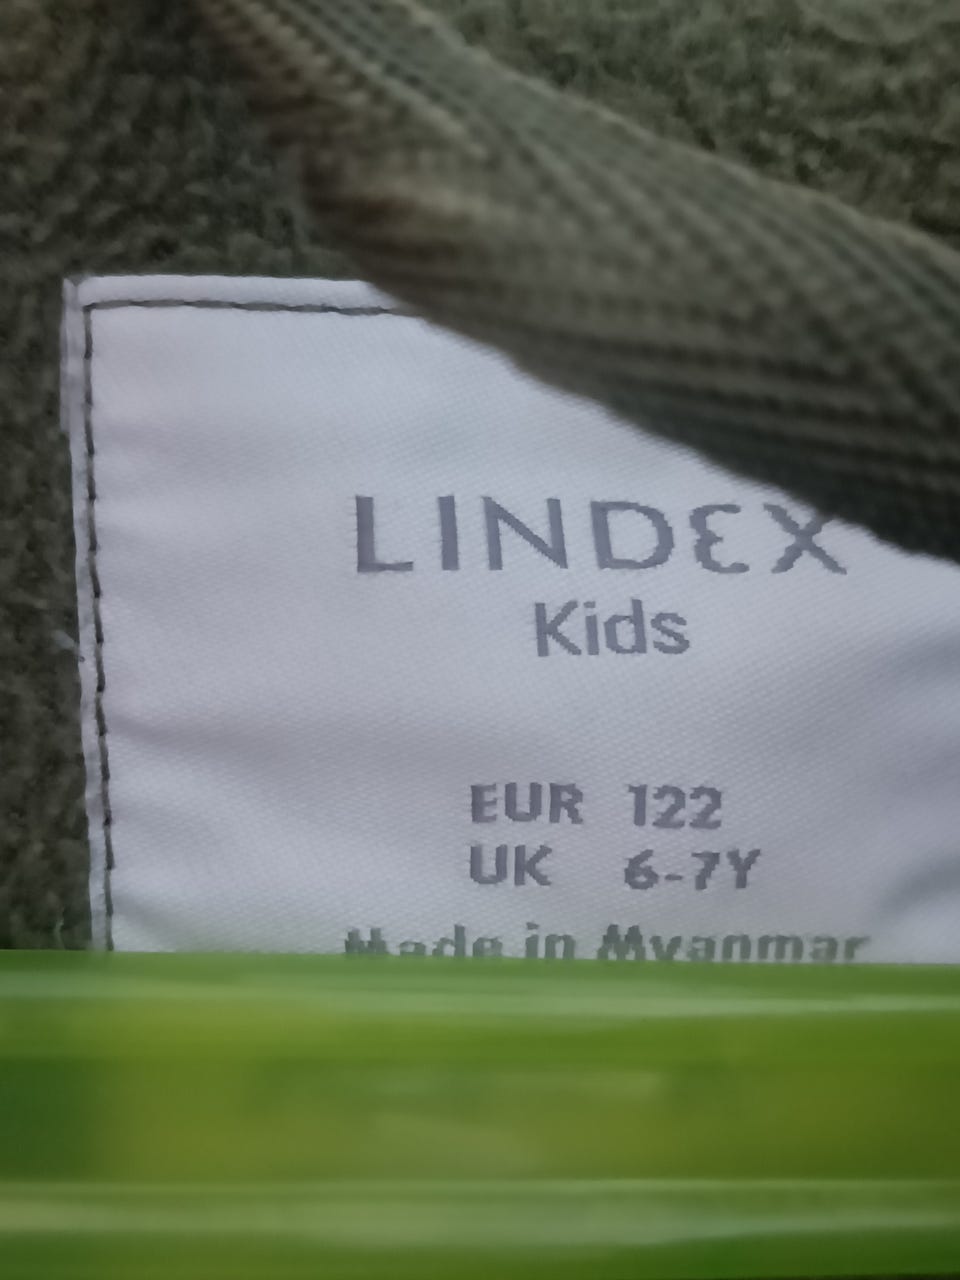 LINDEX
Kids
EUR 122
UK 6-7Y
Made in Myanmar